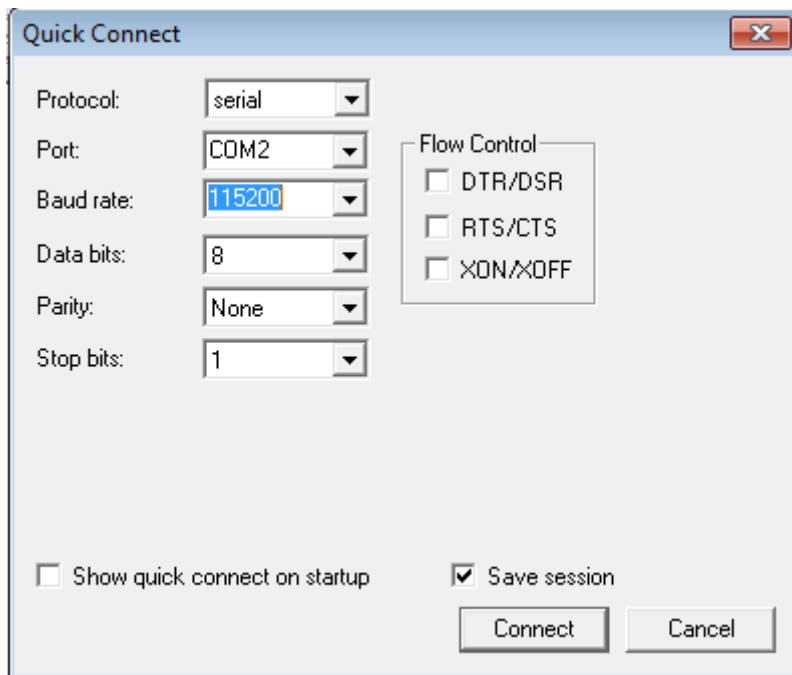 Quick Connect
Protocol: serial
Port: COM2
Baud rate: 115200
Data bits: 8
Parity: None
Stop bits: 1
Flow Control
DTR/DSR
RTS/CTS
XON/XOFF
Show quick connect on startup
Save session
Connect
Cancel